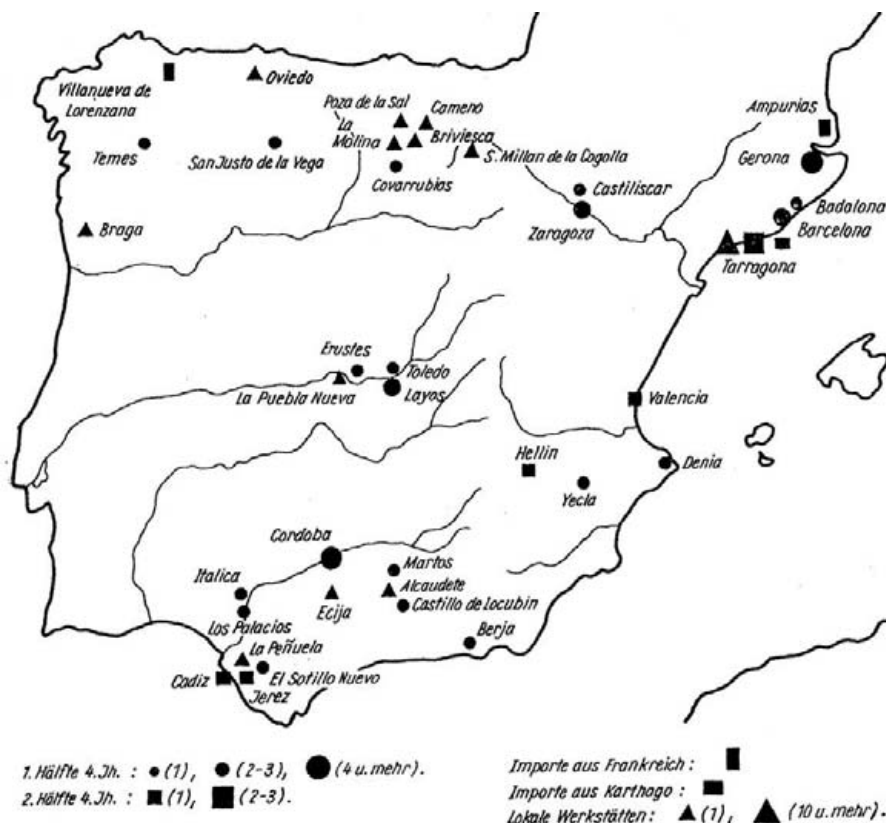 Villanueva de
Lorenzana
Oviedo
Poza de la Sal
Cameno
La
Molina
Briviesca
Ampurias
Temes
San Justo de la Vega
S. Millan de la Cogolla
Gerona
Covarrubias
Castiliscar
Braga
Zaragoza
Badalona
Barcelona
Tarragona
Erustes
Toledo
La Puebla Nueva
Layos
Valencia
Hellin
Denia
Yecla
Cordoba
Martos
Italica
Alcaudete
Ecija
Castillo de Locubin
Los Palacios
Berja
La Peñuela
Cadiz
El Sotillo Nuevo
Jerez
1. Hälfte 4. Jh. : (1), (2-3), (4 u. mehr).
2. Hälfte 4. Jh. : (1), (2-3).
Importe aus Frankreich :
Importe aus Karthago :
Lokale Werkstätten : (1), (10 u. mehr).